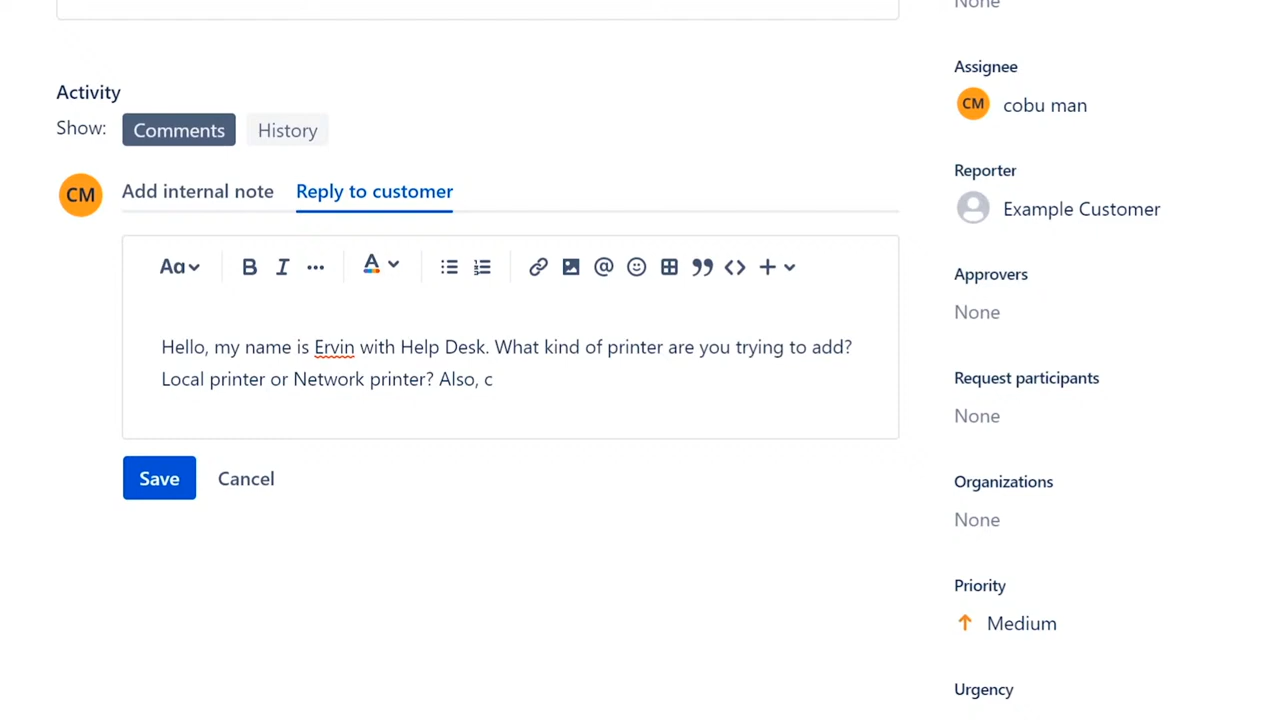 None
Activity
Show: Comments History
Assignee
CM cobu man
Reporter
Example Customer
CM Add internal note Reply to customer
Aa B I ... A
Hello, my name is Ervin with Help Desk. What kind of printer are you trying to add?
Local printer or Network printer? Also, c
Save Cancel
Approvers
None
Request participants
None
Organizations
None
Priority
Medium
Urgency